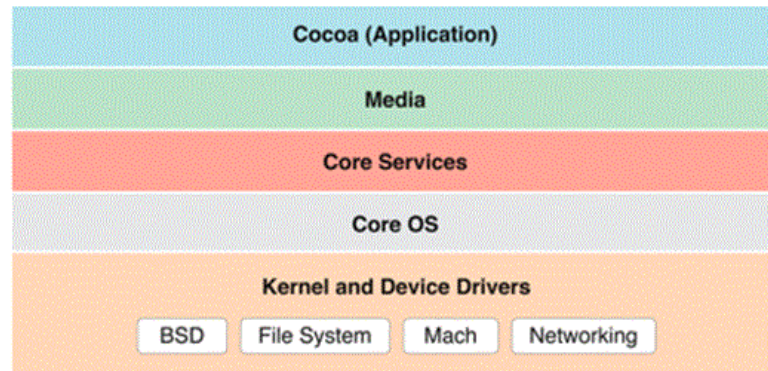 Cocoa (Application)
Media
Core Services
Core OS
Kernel and Device Drivers
BSD File System Mach Networking